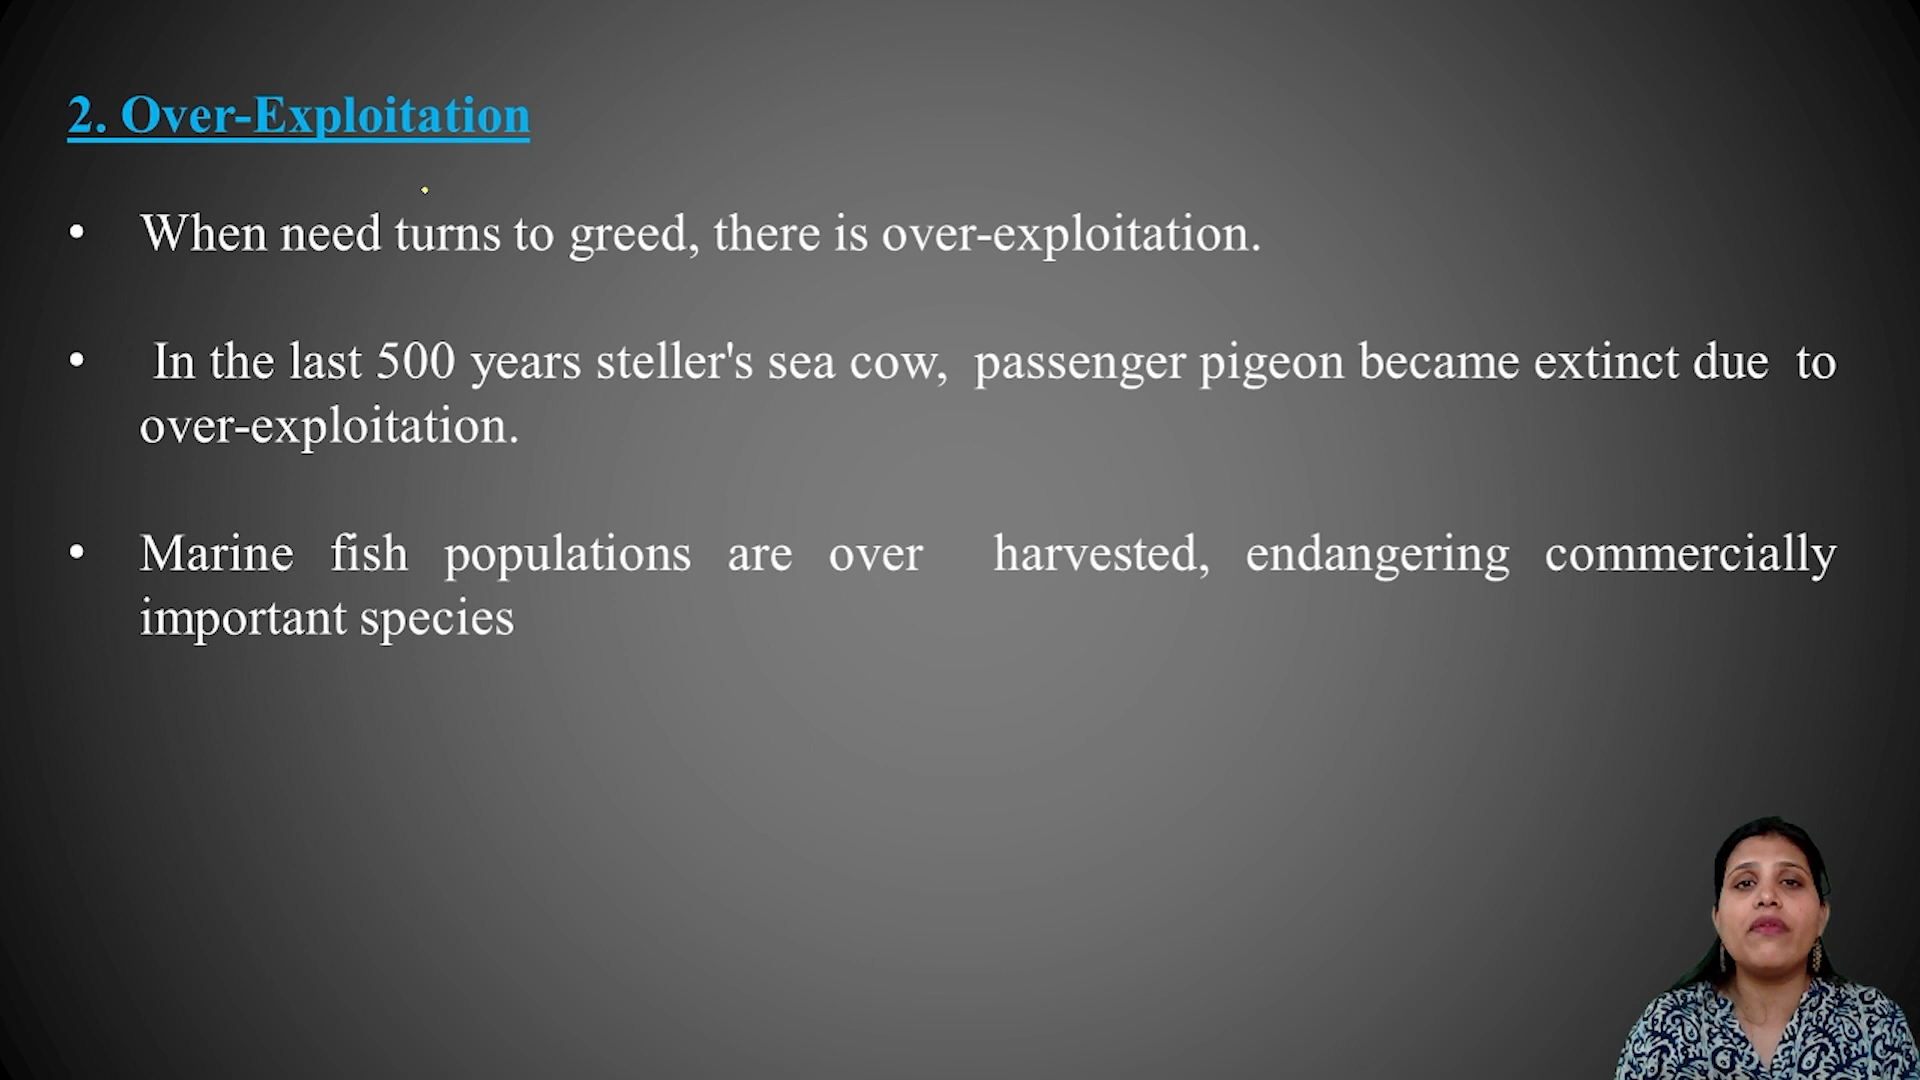 2. Over-Exploitation
• When need turns to greed, there is over-exploitation.
• In the last 500 years steller's sea cow, passenger pigeon became extinct due to
over-exploitation.
• Marine fish populations are over harvested, endangering commercially
important species